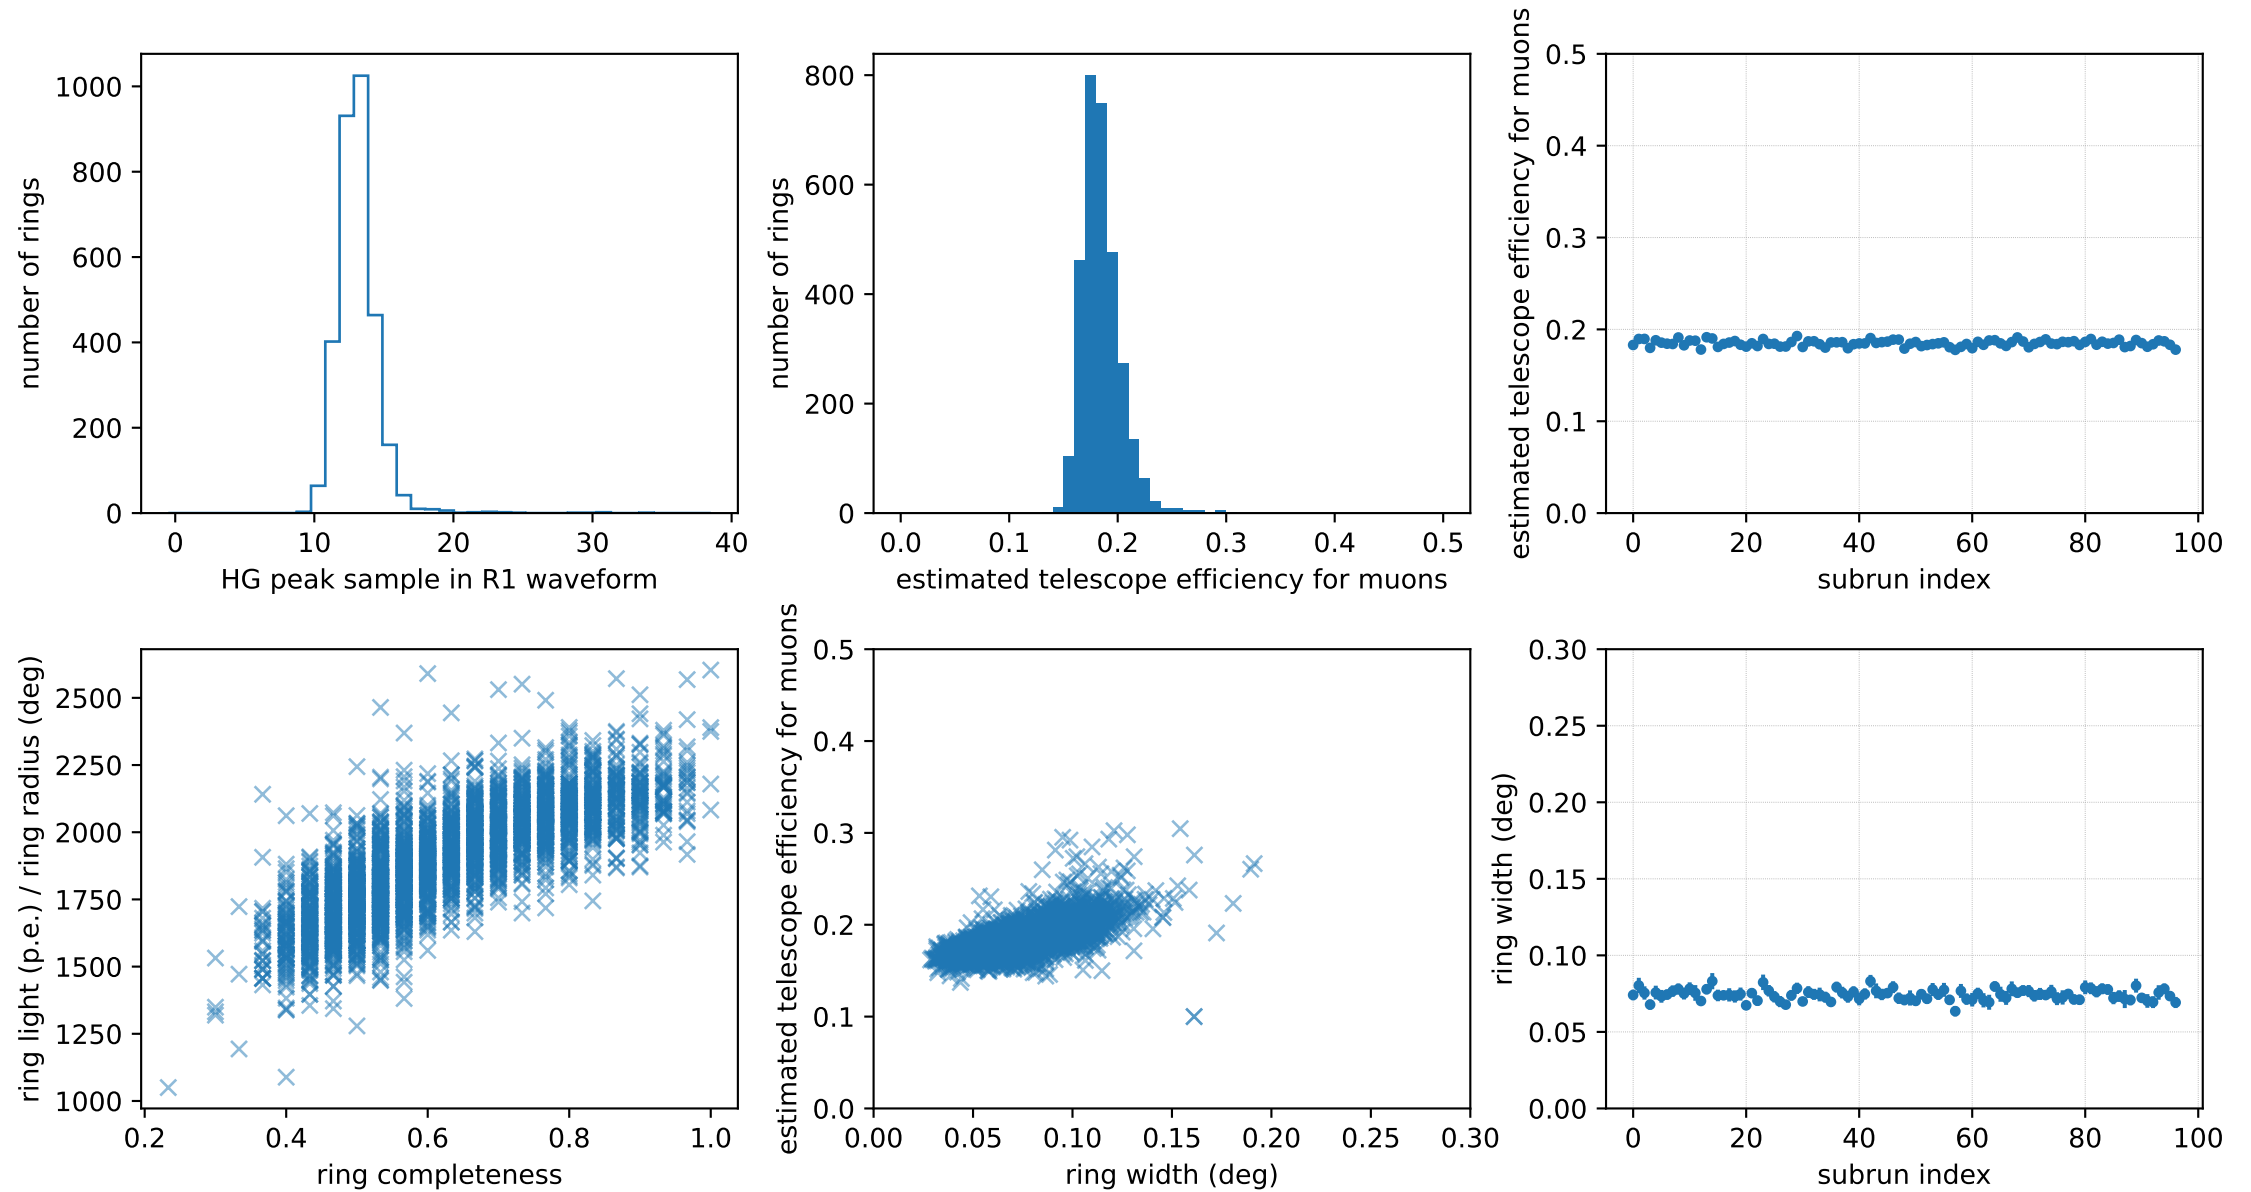 number of rings
1000
800
600
400
200
0
0 10 20 30 40
HG peak sample in R1 waveform
number of rings
800
600
400
200
0
0.0 0.1 0.2 0.3 0.4 0.5
estimated telescope efficiency for muons
estimated telescope efficiency for muons
0.5
0.4
0.3
0.2
0.1
0.0
0 20 40 60 80 100
subrun index
ring light (p.e.) / ring radius (deg)
2500
2250
2000
1750
1500
1250
1000
0.2 0.4 0.6 0.8 1.0
ring completeness
estimated telescope efficiency for muons
0.5
0.4
0.3
0.2
0.1
0.0
0.00 0.05 0.10 0.15 0.20 0.25 0.30
ring width (deg)
ring width (deg)
0.30
0.25
0.20
0.15
0.10
0.05
0.00
0 20 40 60 80 100
subrun index